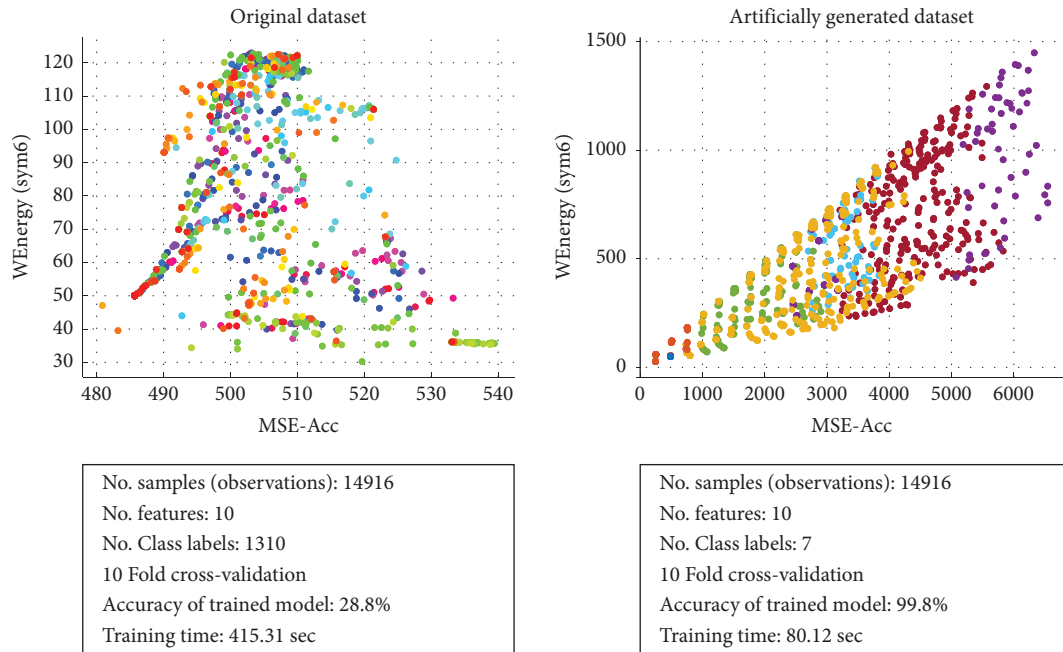 Original dataset
120
110
100
90
80
70
60
50
40
30
WEnergy (sym6)
480 490 500 510 520 530 540
MSE-Acc
No. samples (observations): 14916
No. features: 10
No. Class labels: 1310
10 Fold cross-validation
Accuracy of trained model: 28.8%
Training time: 415.31 sec
Artificially generated dataset
1500
1000
500
0
WEnergy (sym6)
0 1000 2000 3000 4000 5000 6000
MSE-Acc
No. samples (observations): 14916
No. features: 10
No. Class labels: 7
10 Fold cross-validation
Accuracy of trained model: 99.8%
Training time: 80.12 sec